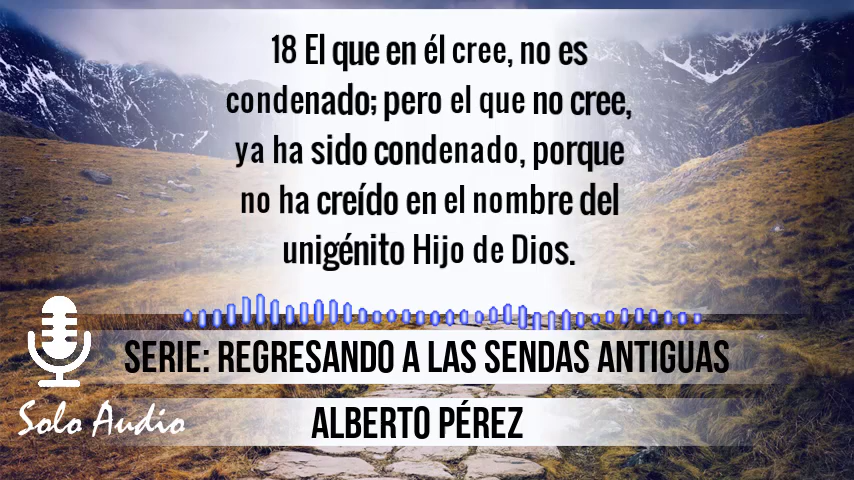 18 El que en él cree, no es
condenado; pero el que no cree,
ya ha sido condenado, porque
no ha creído en el nombre del
unigénito Hijo de Dios.
SERIE: REGRESANDO A LAS SENDAS ANTIGUAS
Solo Audio
ALBERTO PÉREZ